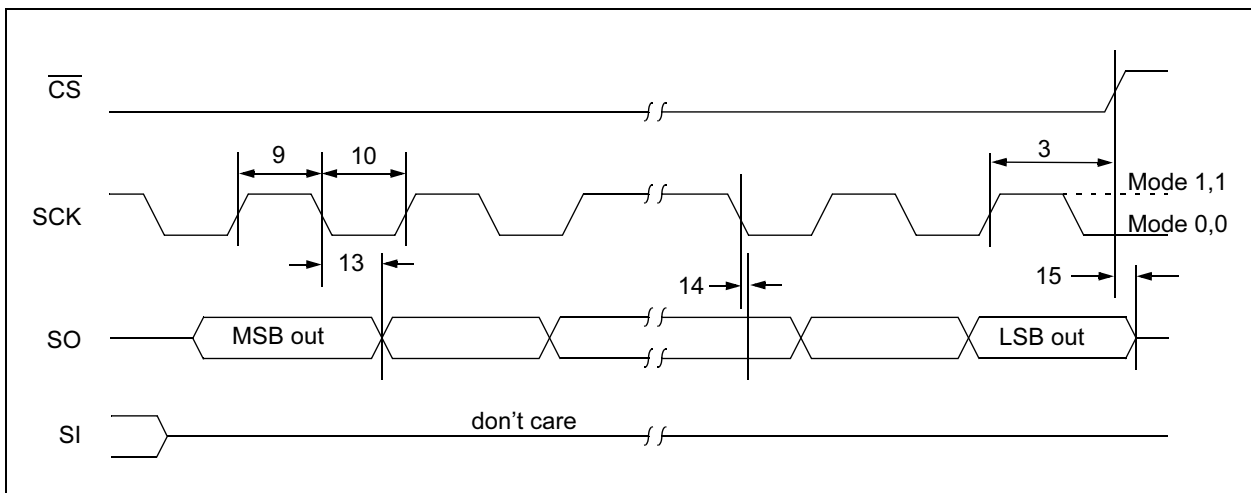 CS
9
10
3
SCK
Mode 1,1
Mode 0,0
13
14
15
SO
MSB out
LSB out
SI
don't care